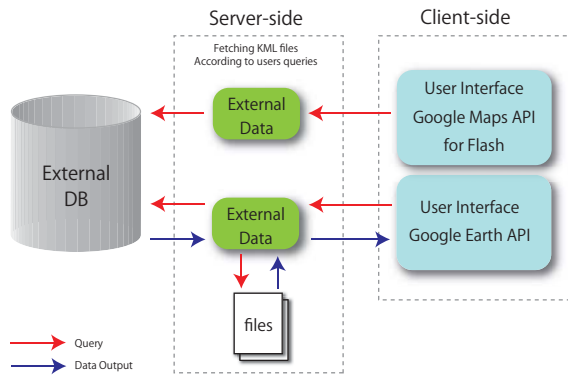 Server-side
Client-side
Fetching KML files
According to users queries
External
Data
User Interface
Google Maps API
for Flash
External
DB
External
Data
User Interface
Google Earth API
files
Query
Data Output